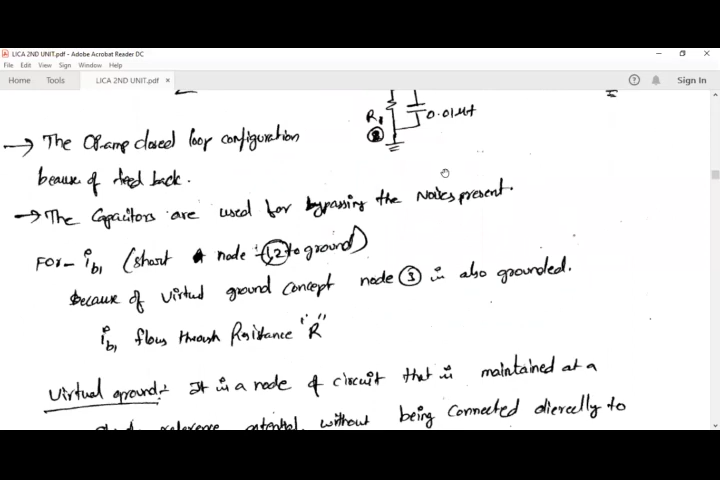 LICA 2ND UNIT.pdf - Adobe Acrobat Reader DC
File Edit View Sign Window Help
Home Tools LICA 2ND UNIT.pdf × Sign In
R1 0.01μf
→ The OP-amp closed loop configuration
because of feed back.
→ The Capacitors are used for bypassing the Noises present.
For - ib1 (short node 1,2 to ground)
Because of virtual ground concept node 3 is also grounded.
ib1 flows through Resistance "R"
Virtual ground:- It is a node of circuit that is maintained at a
reference potential, without being connected directly to